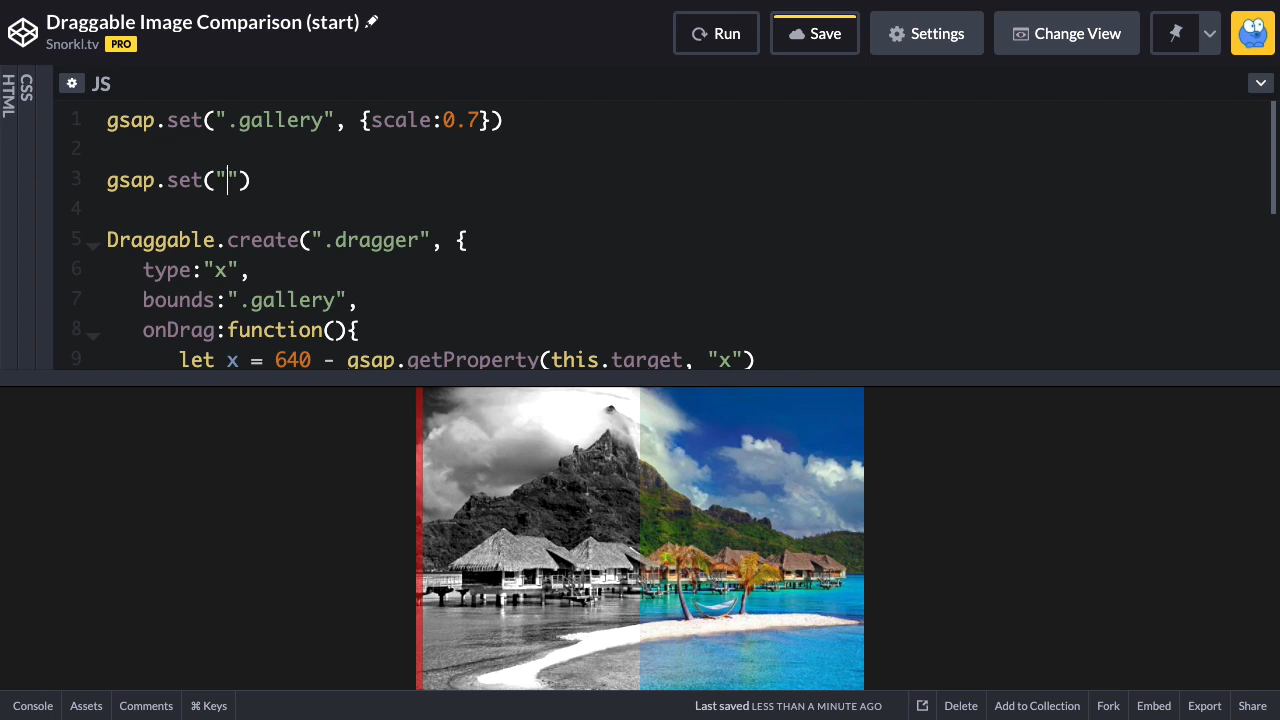 Draggable Image Comparison (start)
Snorkl.tv PRO
Run
Save
Settings
Change View
HTML
CSS
JS
1 gsap.set(".gallery", {scale:0.7})
2
3 gsap.set("")
4
5 Draggable.create(".dragger", {
6 type:"x",
7 bounds:".gallery",
8 onDrag:function(){
9 let x = 640 - gsap.getProperty(this.target, "x")
Console Assets Comments ⌘ Keys Last saved LESS THAN A MINUTE AGO Delete Add to Collection Fork Embed Export Share